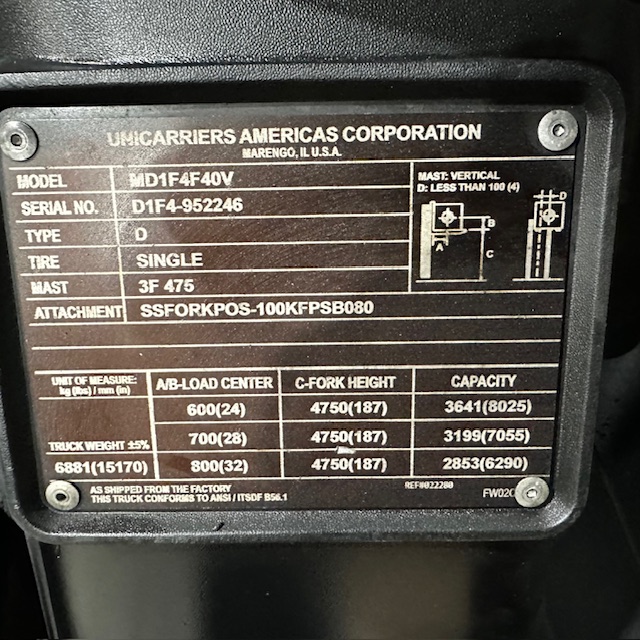 UNICARRIERS AMERICAS CORPORATION
MARENGO, IL U.S.A.
MODEL MD1F4F40V
SERIAL NO. D1F4-952246
TYPE D
TIRE SINGLE
MAST 3F 475
ATTACHMENT SSFORKPOS-100KFPSB080
MAST: VERTICAL
D: LESS THAN 100 (4)
D
B
A
C
UNIT OF MEASURE:
kg (lbs) / mm (in)
A/B-LOAD CENTER C-FORK HEIGHT CAPACITY
600(24) 4750(187) 3641(8025)
TRUCK WEIGHT ±5% 700(28) 4750(187) 3199(7055)
6881(15170) 800(32) 4750(187) 2853(6290)
AS SHIPPED FROM THE FACTORY
THIS TRUCK CONFORMS TO ANSI / ITSDF B56.1
REF#022280